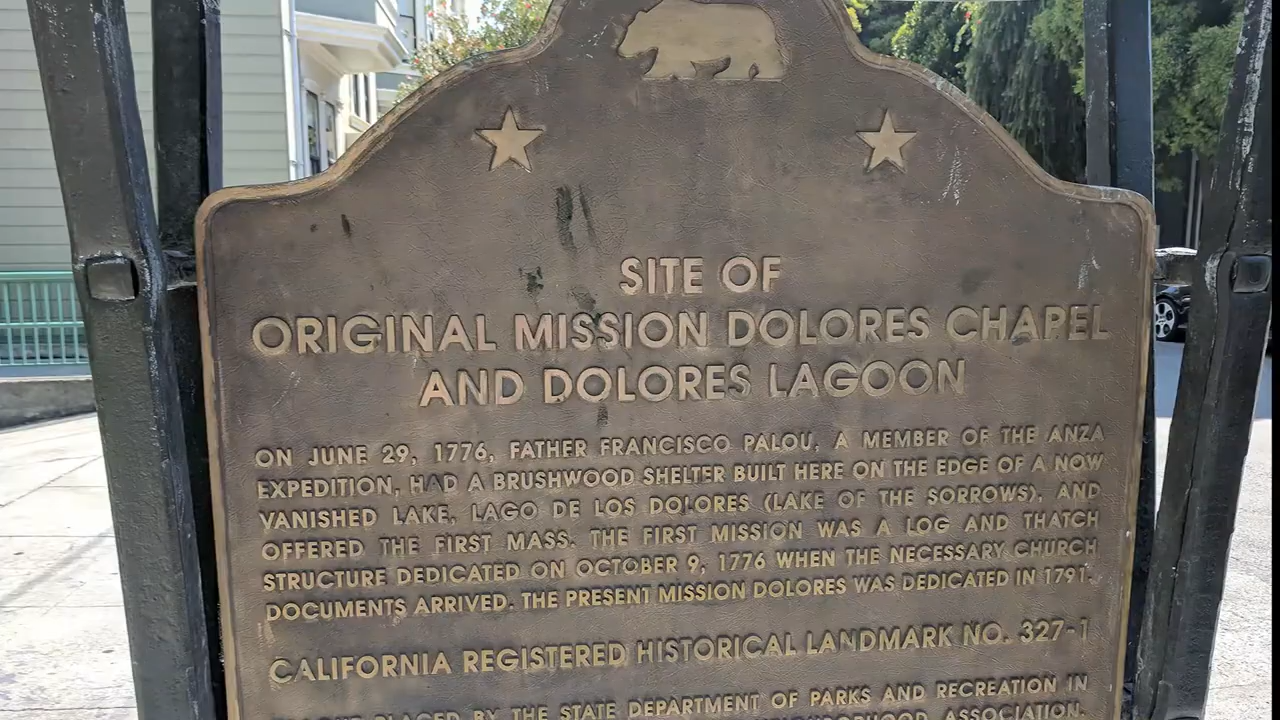 SITE OF
ORIGINAL MISSION DOLORES CHAPEL
AND DOLORES LAGOON
ON JUNE 29, 1776, FATHER FRANCISCO PALOU, A MEMBER OF THE ANZA
EXPEDITION, HAD A BRUSHWOOD SHELTER BUILT HERE ON THE EDGE OF A NOW
VANISHED LAKE, LAGO DE LOS DOLORES (LAKE OF THE SORROWS), AND
OFFERED THE FIRST MASS. THE FIRST MISSION WAS A LOG AND THATCH
STRUCTURE DEDICATED ON OCTOBER 9, 1776 WHEN THE NECESSARY CHURCH
DOCUMENTS ARRIVED. THE PRESENT MISSION DOLORES WAS DEDICATED IN 1791.
CALIFORNIA REGISTERED HISTORICAL LANDMARK NO. 327-1
PLACED BY THE STATE DEPARTMENT OF PARKS AND RECREATION IN
ASSOCIATION,